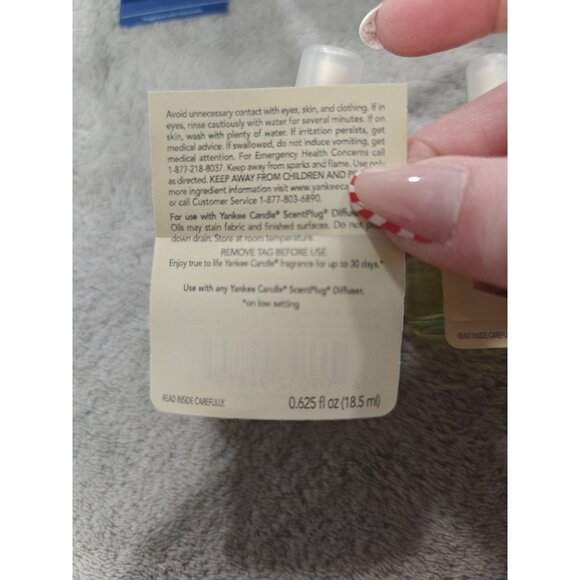 Avoid unnecessary contact with eyes, skin, and clothing. If in
eyes, rinse cautiously with water for several minutes. If on
skin, wash with plenty of water. If irritation persists, get
medical advice. If swallowed, do not induce vomiting, get
medical attention. For Emergency Health Concerns call
1-877-218-8037. Keep away from sparks and flame. Use only
as directed. KEEP AWAY FROM CHILDREN AND
more ingredient information visit www.yankeeca
or call Customer Service 1-877-803-6890.
For use with Yankee Candle® ScentPlug® Diffuser
Oils may stain fabric and finished surfaces. Do not
down drain. Store at room temperature.
REMOVE TAG BEFORE USE
Enjoy true to life Yankee Candle® fragrance for up to 30 days.*
Use with any Yankee Candle® ScentPlug® Diffuser.
*on low setting
READ INSIDE CAREFULLY
0.625 fl oz (18.5 ml)
READ INSIDE CAREFUL